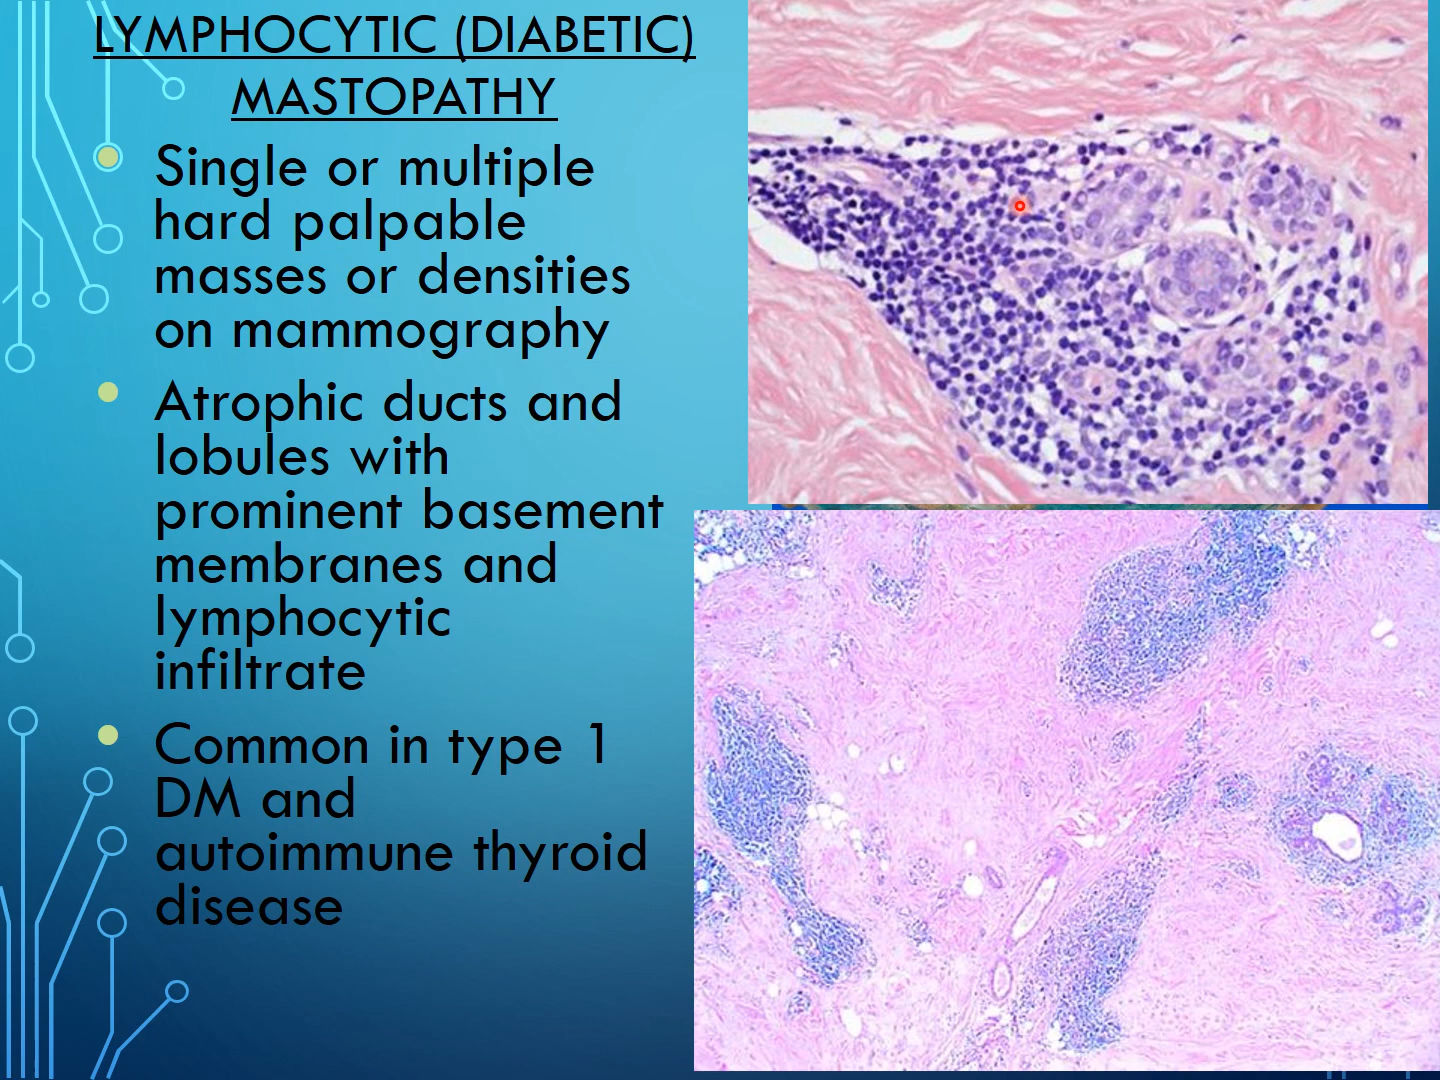 LYMPHOCYTIC (DIABETIC)
MASTOPATHY
Single or multiple
hard palpable
masses or densities
on mammography
Atrophic ducts and
lobules with
prominent basement
membranes and
lymphocytic
infiltrate
Common in type 1
DM and
autoimmune thyroid
disease